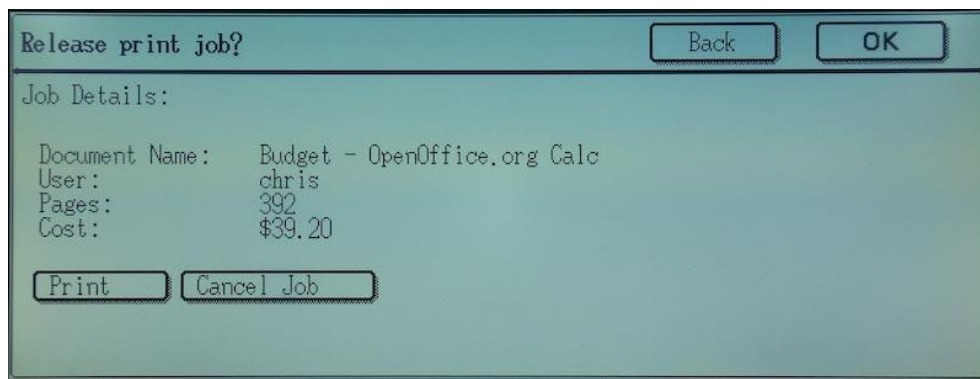 Release print job? Back OK
Job Details:
Document Name: Budget - OpenOffice.org Calc
User: chris
Pages: 392
Cost: $39.20
Print Cancel Job